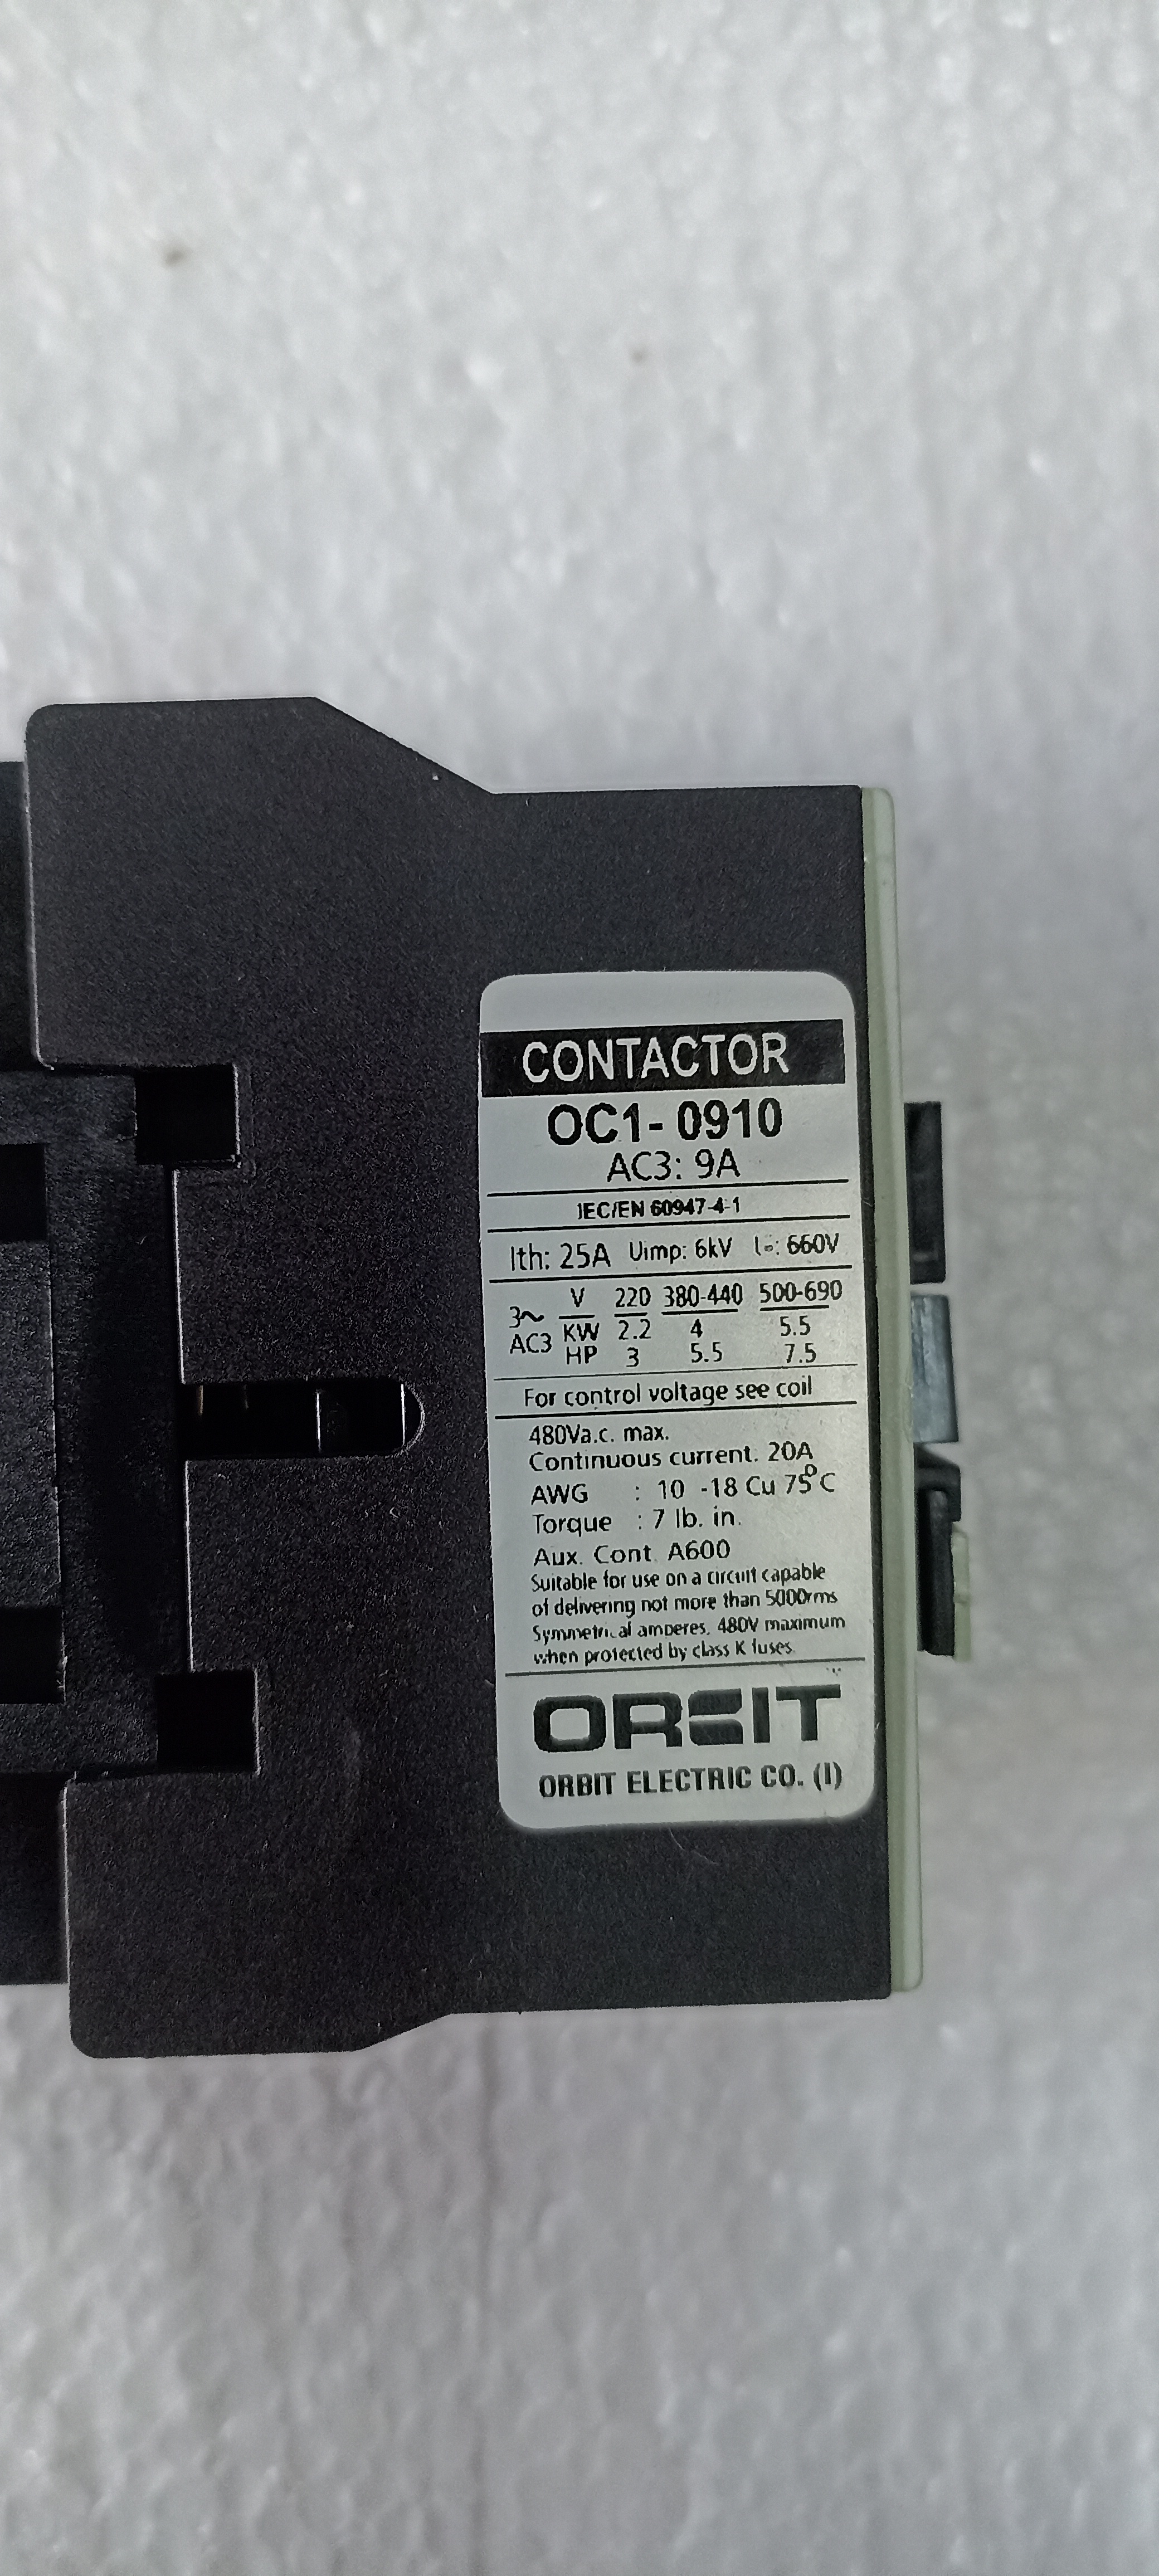 CONTACTOR
OC1-0910
AC3: 9A
IEC/EN 60947-4-1
Ith: 25A Uimp: 6kV 660V
3~ V 220 380-440 500-690
AC3 KW 2.2 4 5.5
HP 3 5.5 7.5
For control voltage see coil
480Va.c. max.
Continuous current. 20A
AWG : 10 -18 Cu 75°C
Torque : 7 lb. in.
Aux. Cont. A600
Suitable for use on a circuit capable
of delivering not more than 5000rms
Symmetrical amperes, 480V maximum
when protected by class K fuses.
ORBIT
ORBIT ELECTRIC CO. (I)